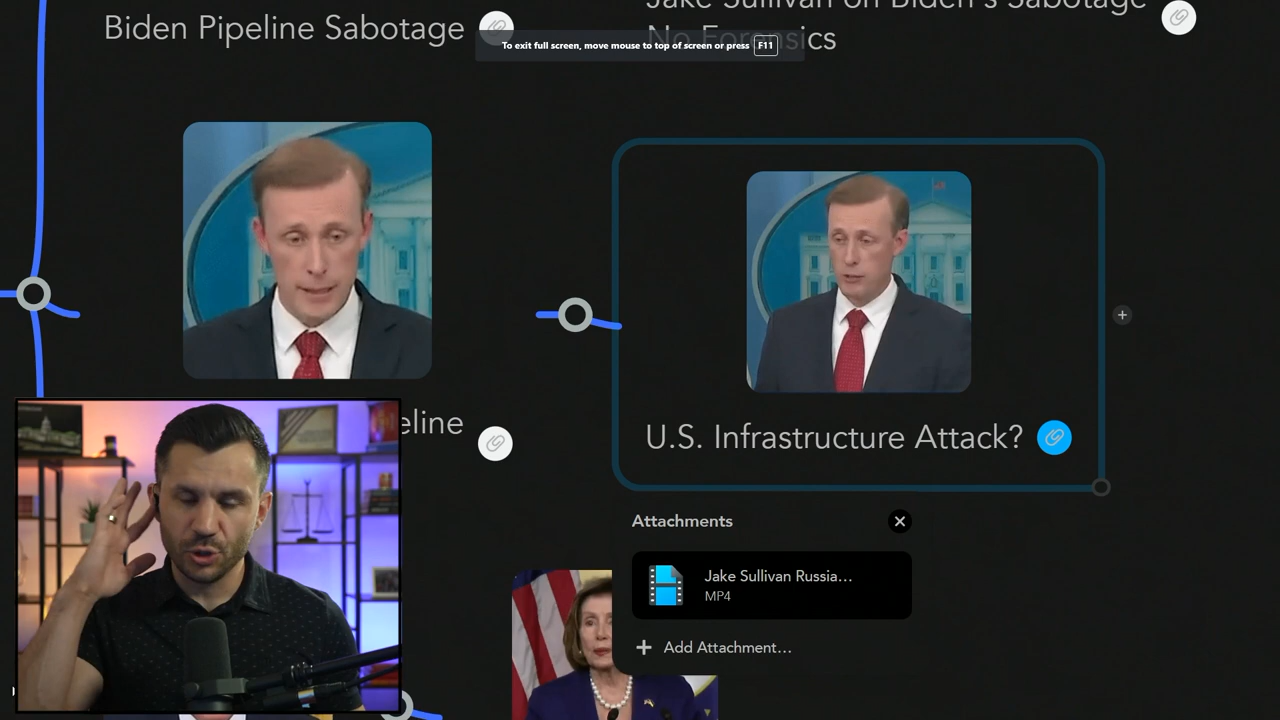 Biden Pipeline Sabotage
Jake Sullivan on Biden's Sabotage
No Forensics
To exit full screen, move mouse to top of screen or press F11
eline
U.S. Infrastructure Attack?
Attachments
Jake Sullivan Russia...
MP4
+ Add Attachment...